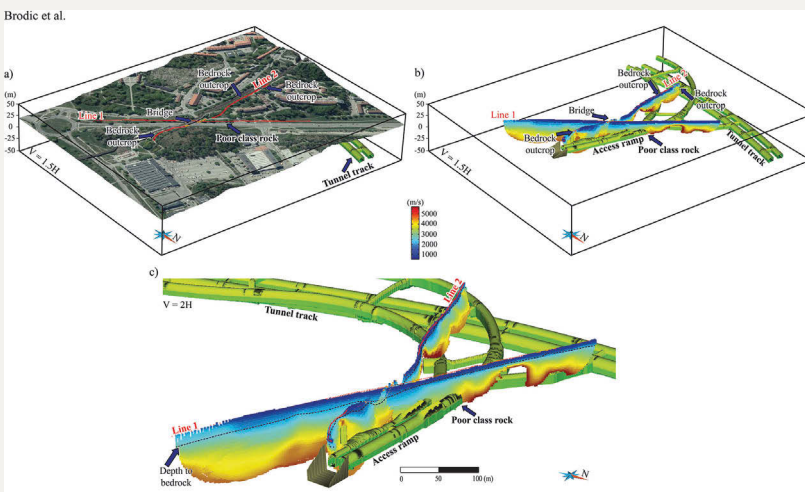 Brodic et al.
a)
(m)
50
25
0
-25
-50
V = 1.5H
Line 1
Bridge
Bedrock
outcrop
Bedrock
outcrop
Line 2
Bedrock
outcrop
Poor class rock
Tunnel track
N
b)
(m)
50
25
0
-25
-50
V = 1.5H
Line 1
Bridge
Bedrock
outcrop
Line 2
Bedrock
outcrop
Bedrock
outcrop
Access ramp
Poor class rock
Tunnel track
N
(m/s)
5000
4000
3000
2000
1000
c)
V = 2H
Tunnel track
Line 2
Line 1
Depth to
bedrock
Access ramp
Poor class rock
0 50 100 (m)
N